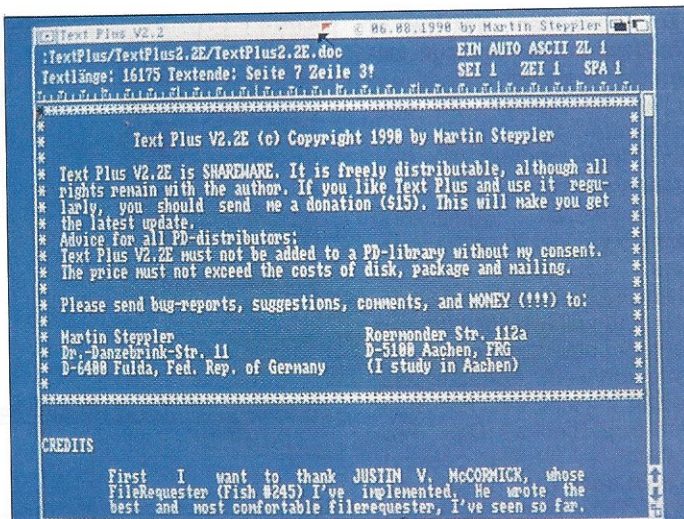 Text Plus V2.2 © 06.08.1990 by Martin Steppler
:TextPlus/TextPlus2.2E/TextPlus2.2E.doc EIN AUTO ASCII ZL 1
Textlänge: 16175 Textende: Seite 7 Zeile 3! SEI 1 ZEI 1 SPA 1
Text Plus V2.2E (c) Copyright 1990 by Martin Steppler
* Text Plus V2.2E is SHAREWARE. It is freely distributable, although all *
* rights remain with the author. If you like Text Plus and use it regu- *
* larly, you should send me a donation ($15). This will make you get *
* the latest update. *
* Advice for all PD-distributors: *
* Text Plus V2.2E must not be added to a PD-library without my consent. *
* The price must not exceed the costs of disk, package and mailing. *
* Please send bug-reports, suggestions, comments, and MONEY (!!!) to: *
* Martin Steppler Roermonder Str. 112a *
* Dr.-Danzebrink-Str. 11 D-5100 Aachen, FRG *
* D-6400 Fulda, Fed. Rep. of Germany (I study in Aachen) *
CREDITS
First I want to thank JUSTIN V. McCORMICK, whose
FileRequester (Fish #245) I've implemented. He wrote the
best and most comfortable filerequester, I've seen so far.